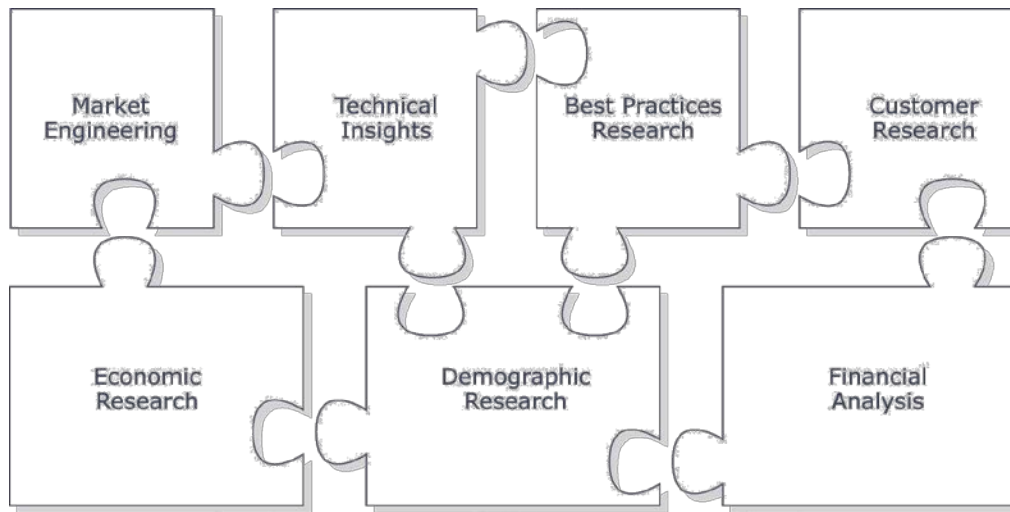 Market
Engineering
Technical
Insights
Best Practices
Research
Customer
Research
Economic
Research
Demographic
Research
Financial
Analysis